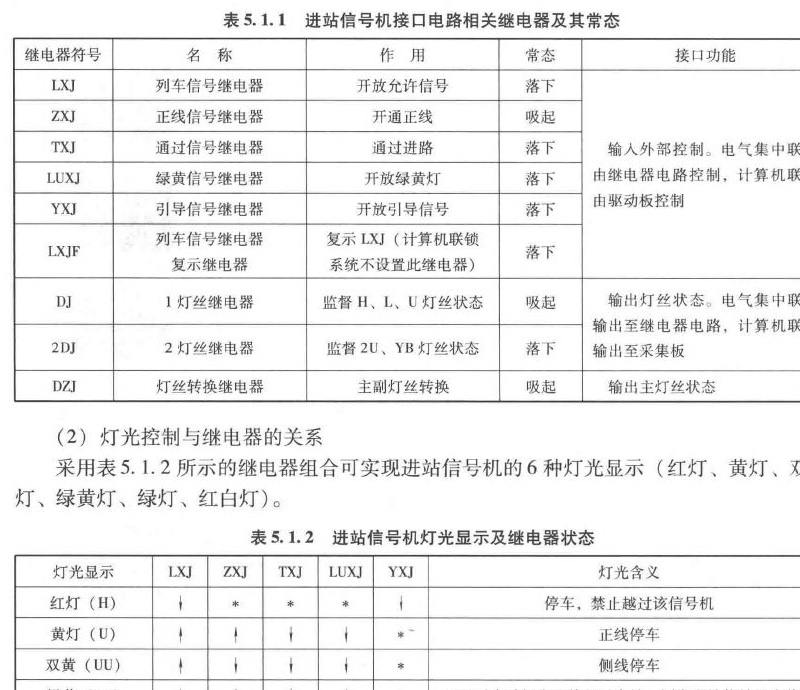 表5.1.1 进站信号机接口电路相关继电器及其常态
继电器符号 名 称 作 用 常态 接口功能
LXJ 列车信号继电器 开放允许信号 落下
ZXJ 正线信号继电器 开通正线 吸起
TXJ 通过信号继电器 通过进路 落下
LUXJ 绿黄信号继电器 开放绿黄灯 落下
YXJ 引导信号继电器 开放引导信号 落下
输入外部控制。电气集中联
由继电器电路控制，计算机联
由驱动板控制
LXJF 列车信号继电器
复示继电器
复示 LXJ（计算机联锁
系统不设置此继电器） 落下
DJ 1 灯丝继电器 监督 H、L、U 灯丝状态 吸起
2DJ 2 灯丝继电器 监督 2U、YB 灯丝状态 落下
输出灯丝状态。电气集中联
输出至继电器电路，计算机联
输出至采集板
DZJ 灯丝转换继电器 主副灯丝转换 吸起 输出主灯丝状态
（2）灯光控制与继电器的关系
采用表5.1.2所示的继电器组合可实现进站信号机的6种灯光显示（红灯、黄灯、双
灯、绿黄灯、绿灯、红白灯）。
表5.1.2 进站信号机灯光显示及继电器状态
灯光显示 LXJ ZXJ TXJ LUXJ YXJ 灯光含义
红灯（H） ↓ * * * ↓ 停车，禁止越过该信号机
黄灯（U） ↑ ↑ ↓ ↓ * 正线停车
双黄（UU） ↑ ↓ ↓ ↓ * 侧线停车